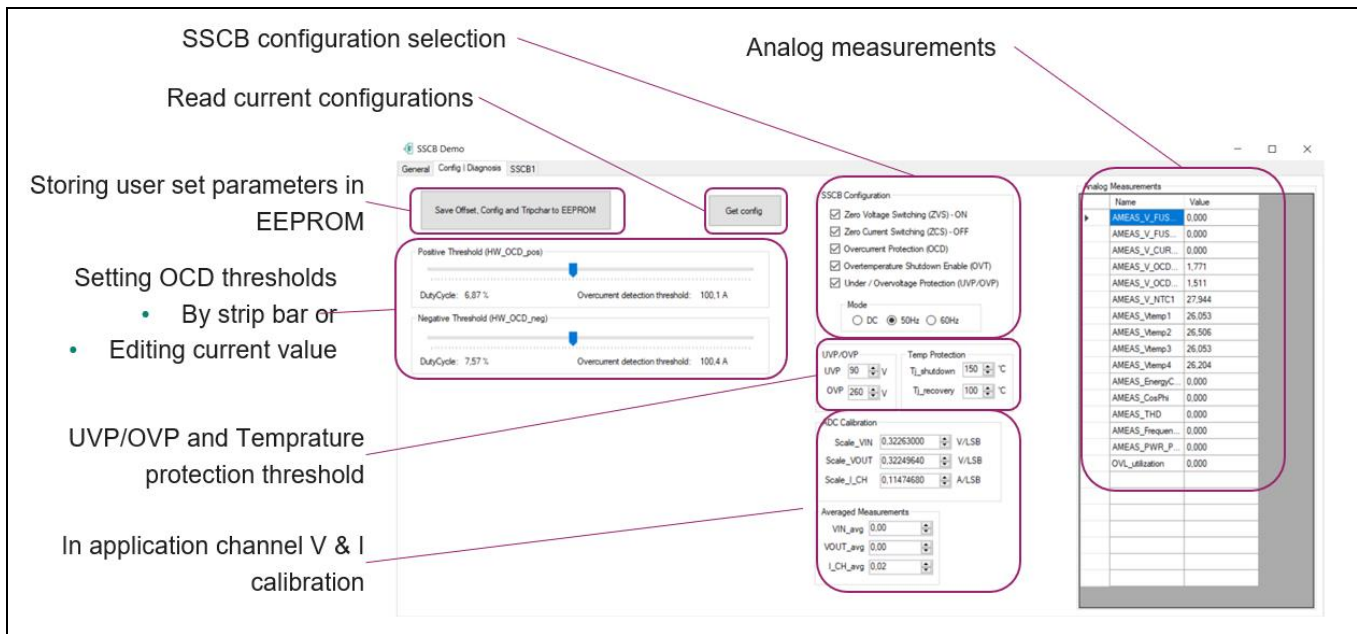 SSCB configuration selection
Analog measurements
Read current configurations
Storing user set parameters in
EEPROM
Setting OCD thresholds
• By strip bar or
• Editing current value
UVP/OVP and Temprature
protection threshold
In application channel V & I
calibration
SSCB Demo
General Config | Diagnosis SSCB1
Save Offset, Config and Tripchar to EEPROM
Get config
Positive Threshold (HW_OCD_pos)
DutyCycle: 6,87 % Overcurrent detection threshold: 100,1 A
Negative Threshold (HW_OCD_neg)
DutyCycle: 7,57 % Overcurrent detection threshold: 100,4 A
SSCB Configuration
Zero Voltage Switching (ZVS) - ON
Zero Current Switching (ZCS) - OFF
Overcurrent Protection (OCD)
Overtemperature Shutdown Enable (OVT)
Under / Overvoltage Protection (UVP/OVP)
Mode
DC 50Hz 60Hz
UVP/OVP
UVP 90 V
OVP 260 V
Temp Protection
Tj_shutdown 150 °C
Tj_recovery 100 °C
ADC Calibration
Scale_VIN 0,32263000 V/LSB
Scale_VOUT 0,32249640 V/LSB
Scale_I_CH 0,11474680 A/LSB
Averaged Measurements
VIN_avg 0,00
VOUT_avg 0,00
I_CH_avg 0,02
Analog Measurements
Name Value
AMEAS_V_FUS... 0,000
AMEAS_V_FUS... 0,000
AMEAS_V_CUR... 0,000
AMEAS_V_OCD... 1,771
AMEAS_V_OCD... 1,511
AMEAS_V_NTC1 27,944
AMEAS_Vtemp1 26,053
AMEAS_Vtemp2 26,506
AMEAS_Vtemp3 26,053
AMEAS_Vtemp4 26,204
AMEAS_EnergyC... 0,000
AMEAS_CosPhi 0,000
AMEAS_THD 0,000
AMEAS_Frequen... 0,000
AMEAS_PWR_P... 0,000
OVL_utilization 0,000